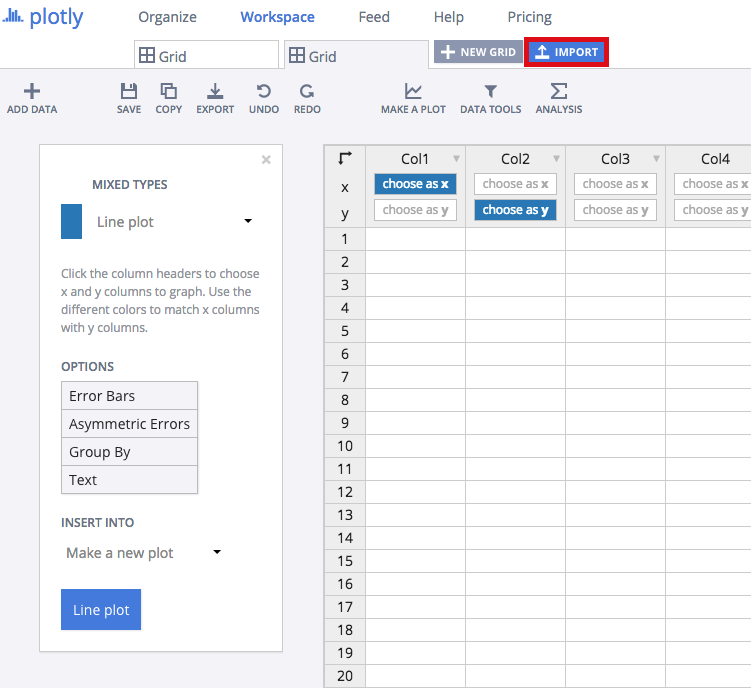 plotly
Organize Workspace Feed Help Pricing
Grid Grid NEW GRID IMPORT
ADD DATA SAVE COPY EXPORT UNDO REDO MAKE A PLOT DATA TOOLS ANALYSIS
MIXED TYPES
Line plot
Click the column headers to choose
x and y columns to graph. Use the
different colors to match x columns
with y columns.
OPTIONS
Error Bars
Asymmetric Errors
Group By
Text
INSERT INTO
Make a new plot
Line plot
Col1 Col2 Col3 Col4
x choose as x choose as x choose as x choose as x
y choose as y choose as y choose as y choose as y
1
2
3
4
5
6
7
8
9
10
11
12
13
14
15
16
17
18
19
20